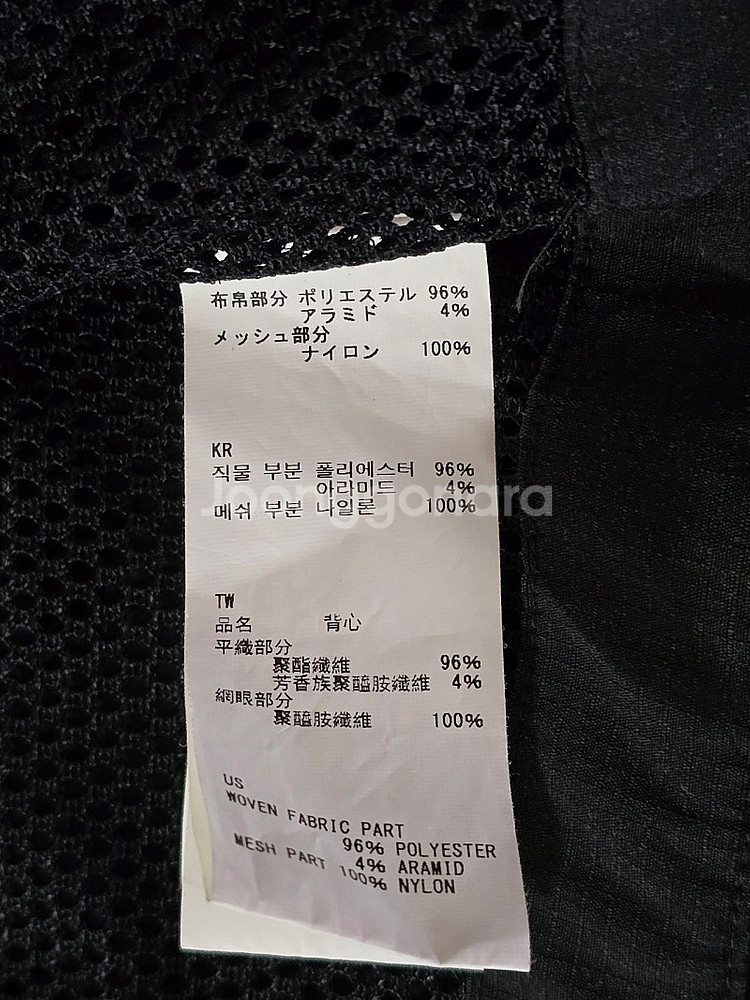 布帛部分 ポリエステル 96%
アラミド 4%
メッシュ部分
ナイロン 100%
KR
직물 부분 폴리에스터 96%
아라미드 4%
메쉬 부분 나일론 100%
Joonggonara
TW
品名 背心
平織部分
聚酯纖維 96%
芳香族聚醯胺纖維 4%
網眼部分
聚醯胺纖維 100%
US
WOVEN FABRIC PART
96% POLYESTER
4% ARAMID
MESH PART 100% NYLON